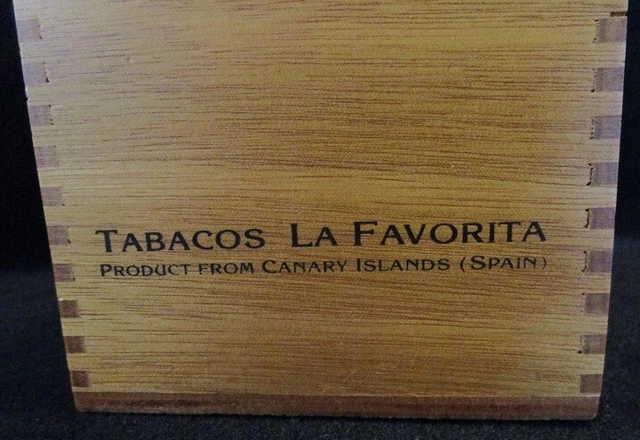 TABACOS LA FAVORITA
PRODUCT FROM CANARY ISLANDS (SPAIN)